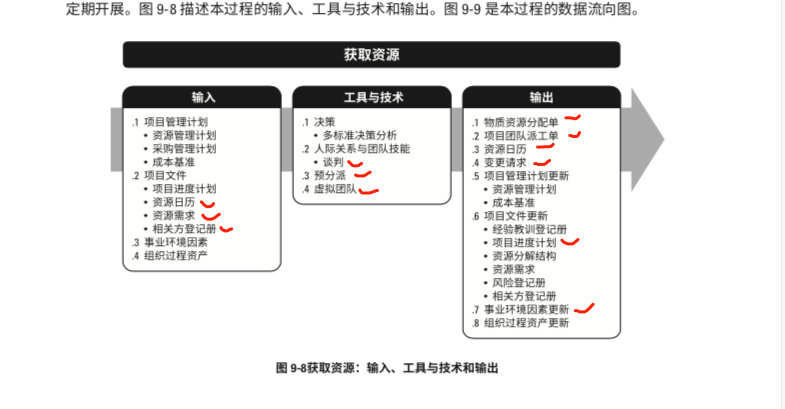 定期开展。图 9-8 描述本过程的输入、工具与技术和输出。图 9-9 是本过程的数据流向图。
获取资源
输入
.1 项目管理计划
• 资源管理计划
• 采购管理计划
• 成本基准
.2 项目文件
• 项目进度计划
• 资源日历
• 资源需求
• 相关方登记册
.3 事业环境因素
.4 组织过程资产
工具与技术
.1 决策
• 多标准决策分析
.2 人际关系与团队技能
• 谈判
.3 预分派
.4 虚拟团队
输出
.1 物质资源分配单
.2 项目团队派工单
.3 资源日历
.4 变更请求
.5 项目管理计划更新
• 资源管理计划
• 成本基准
.6 项目文件更新
• 经验教训登记册
• 项目进度计划
• 资源分解结构
• 资源需求
• 风险登记册
• 相关方登记册
.7 事业环境因素更新
.8 组织过程资产更新
图 9-8获取资源：输入、工具与技术和输出